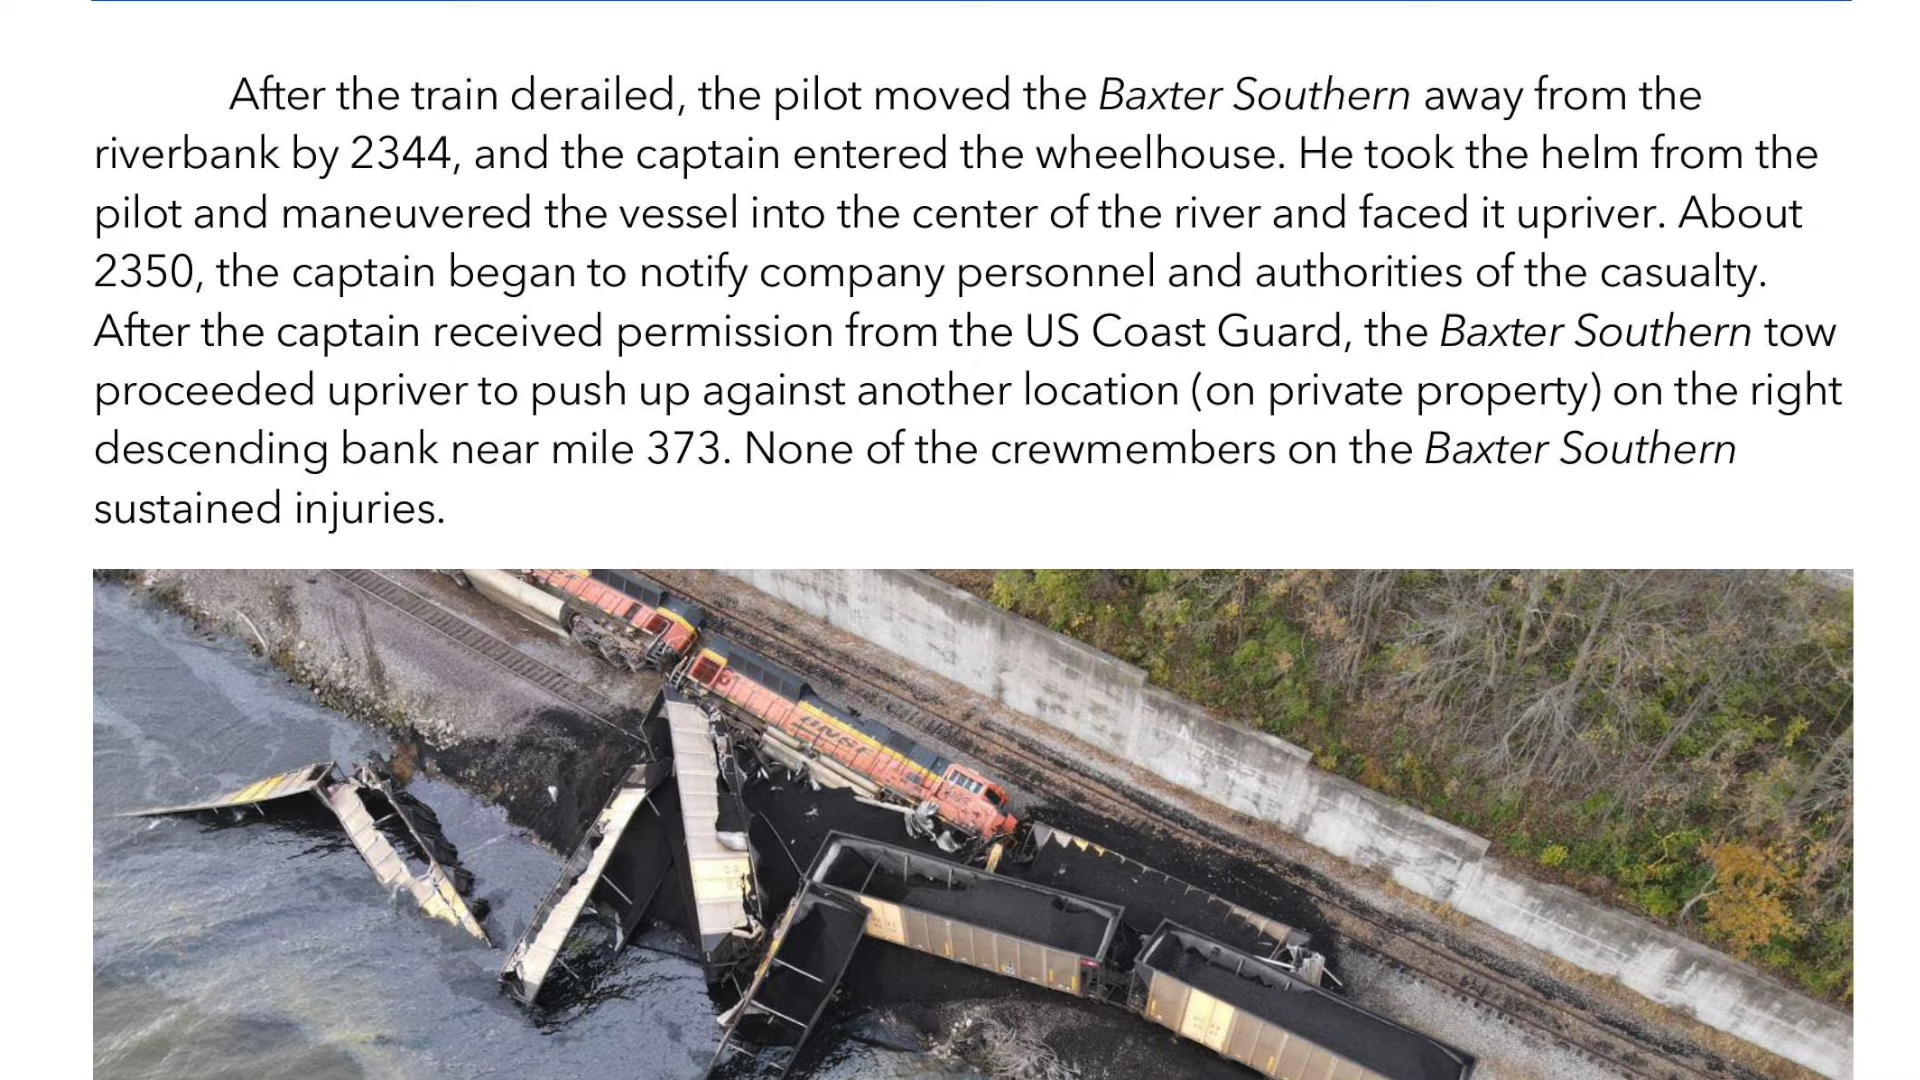 After the train derailed, the pilot moved the Baxter Southern away from the
riverbank by 2344, and the captain entered the wheelhouse. He took the helm from the
pilot and maneuvered the vessel into the center of the river and faced it upriver. About
2350, the captain began to notify company personnel and authorities of the casualty.
After the captain received permission from the US Coast Guard, the Baxter Southern tow
proceeded upriver to push up against another location (on private property) on the right
descending bank near mile 373. None of the crewmembers on the Baxter Southern
sustained injuries.
BNSF